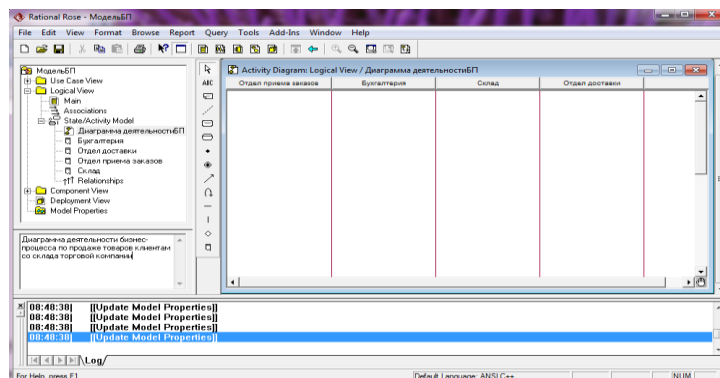 Rational Rose - МодельБП
File Edit View Format Browse Report Query Tools Add-Ins Window Help
МодельБП
Use Case View
Logical View
Main
Associations
State/Activity Model
Диаграмма деятельностиБП
Бухгалтерия
Отдел доставки
Отдел приема заказов
Склад
Relationships
Component View
Deployment View
Model Properties
Диаграмма деятельности бизнес-
процесса по продаже товаров клиентам
со склада торговой компании
ABC
Activity Diagram: Logical View / Диаграмма деятельностиБП
Отдел приема заказов Бухгалтерия Склад Отдел доставки
08:48:38| [[Update Model Properties]]
08:48:38| [[Update Model Properties]]
08:48:38| [[Update Model Properties]]
08:48:38| [[Update Model Properties]]
Log
For Help, press F1 Default Language: ANSI C++ NUM